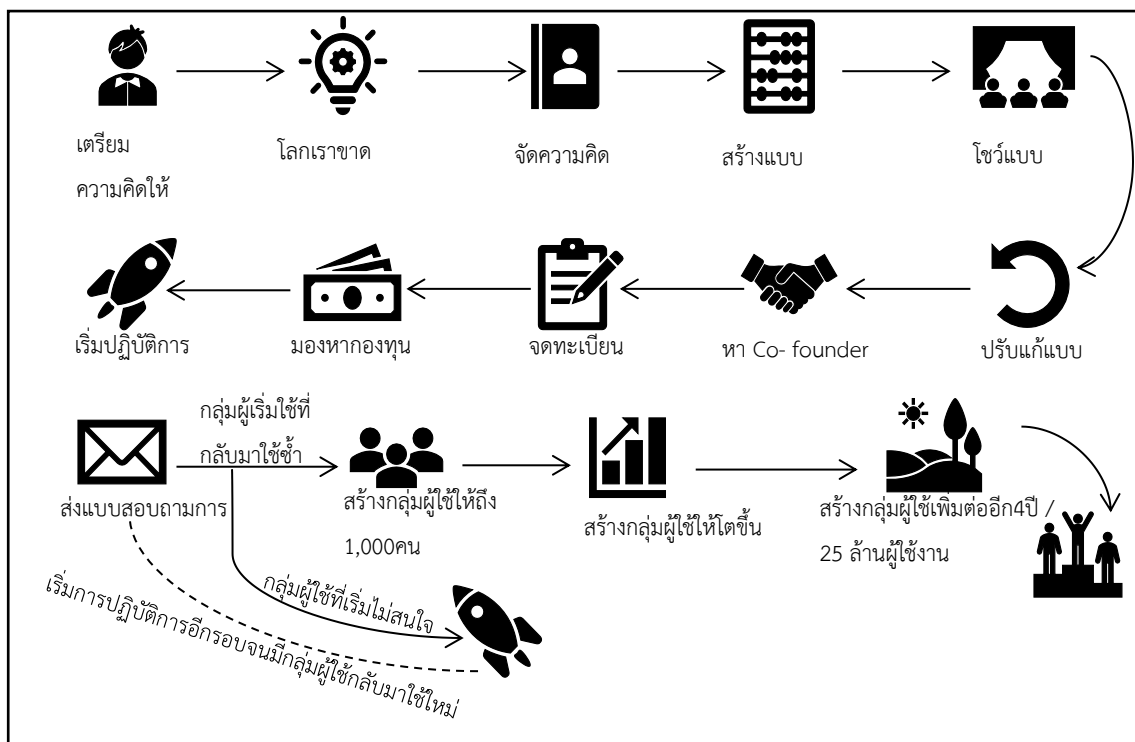 เตรียม
ความคิดให้
โลกเราขาด
จัดความคิด
สร้างแบบ
โชว์แบบ
เริ่มปฏิบัติการ
มองหากองทุน
จดทะเบียน
หา Co- founder
ปรับแก้แบบ
กลุ่มผู้เริ่มใช้ที่
กลับมาใช้ซ้ำ
ส่งแบบสอบถามการ
สร้างกลุ่มผู้ใช้ให้ถึง
1,000คน
สร้างกลุ่มผู้ใช้ให้โตขึ้น
สร้างกลุ่มผู้ใช้เพิ่มต่ออีก4ปี /
25 ล้านผู้ใช้งาน
กลุ่มผู้ใช้ที่เริ่มไม่สนใจ
เริ่มการปฏิบัติการอีกรอบจนมีกลุ่มผู้ใช้กลับมาใช้ใหม่